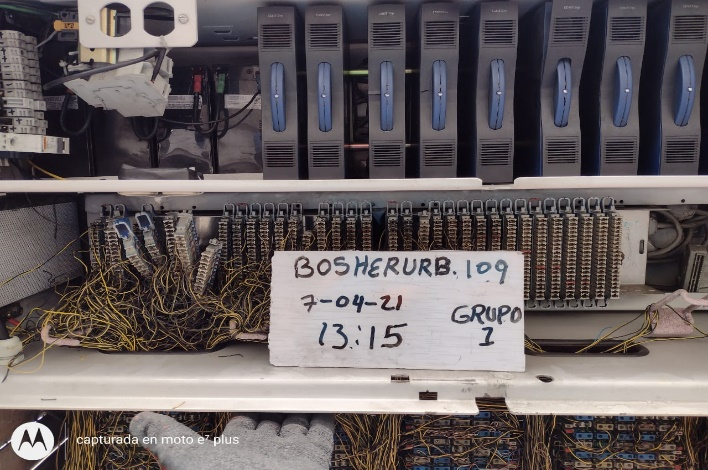 BOSHERURB.109
7-04-21
GRUPO
13:15
1
capturada en moto e⁷ plus